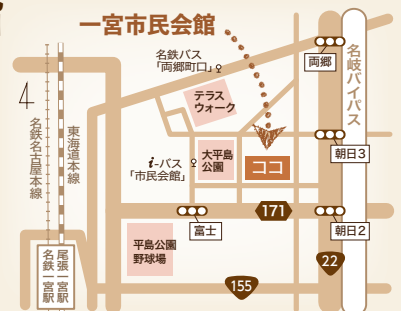 一宮市民会館
名鉄バス
「両郷町口」
両郷
名岐バイパス
テラス
ウォーク
4
名鉄名古屋本線
東海道本線
i-バス
「市民会館」
大平島
公園
ココ
朝日3
171
富士
朝日2
平島公園
野球場
22
155
尾張一宮駅
名鉄一宮駅